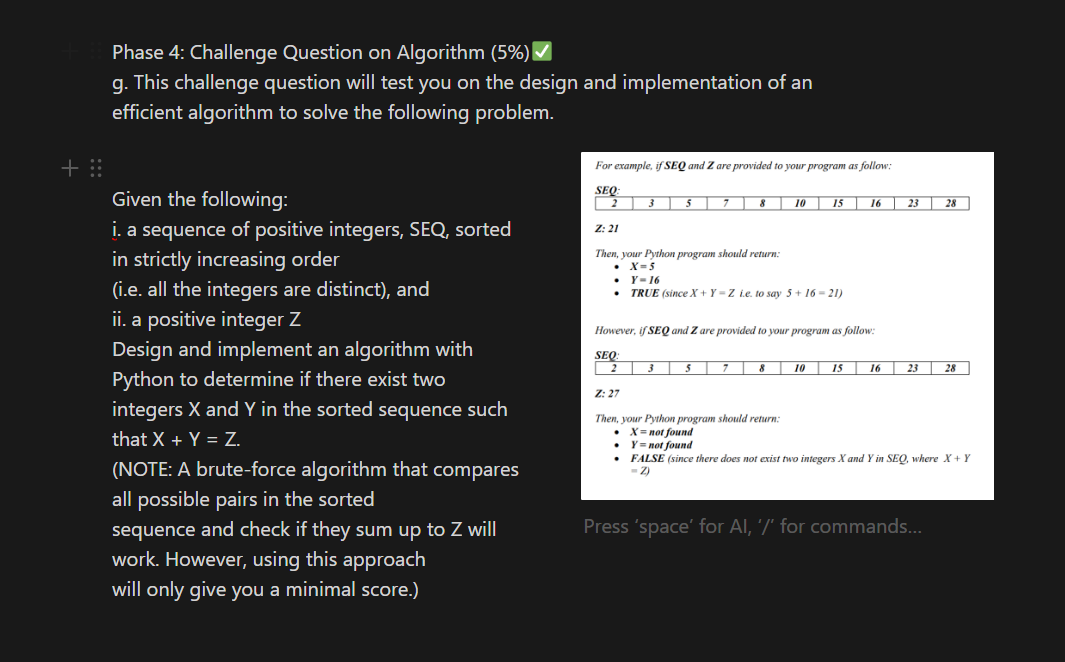 Phase 4: Challenge Question on Algorithm (5%)✅
g. This challenge question will test you on the design and implementation of an
efficient algorithm to solve the following problem.
Given the following:
i. a sequence of positive integers, SEQ, sorted
in strictly increasing order
(i.e. all the integers are distinct), and
ii. a positive integer Z
Design and implement an algorithm with
Python to determine if there exist two
integers X and Y in the sorted sequence such
that X + Y = Z.
(NOTE: A brute-force algorithm that compares
all possible pairs in the sorted
sequence and check if they sum up to Z will
work. However, using this approach
will only give you a minimal score.)
For example, if SEQ and Z are provided to your program as follow:
SEQ:
2 3 5 7 8 10 15 16 23 28
Z: 21
Then, your Python program should return:
• X = 5
• Y = 16
• TRUE (since X + Y = Z i.e. to say 5 + 16 = 21)
However, if SEQ and Z are provided to your program as follow:
SEQ:
2 3 5 7 8 10 15 16 23 28
Z: 27
Then, your Python program should return:
• X = not found
• Y = not found
• FALSE (since there does not exist two integers X and Y in SEQ, where X + Y
= Z)
Press ‘space’ for AI, ‘/’ for commands…